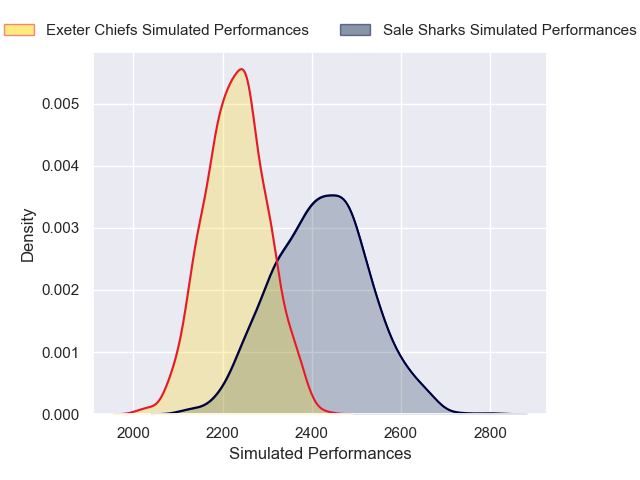 Exeter Chiefs Simulated Performances Sale Sharks Simulated Performances
0.005
0.004
0.003
0.002
0.001
0.000
Density
2000 2200 2400 2600 2800
Simulated Performances